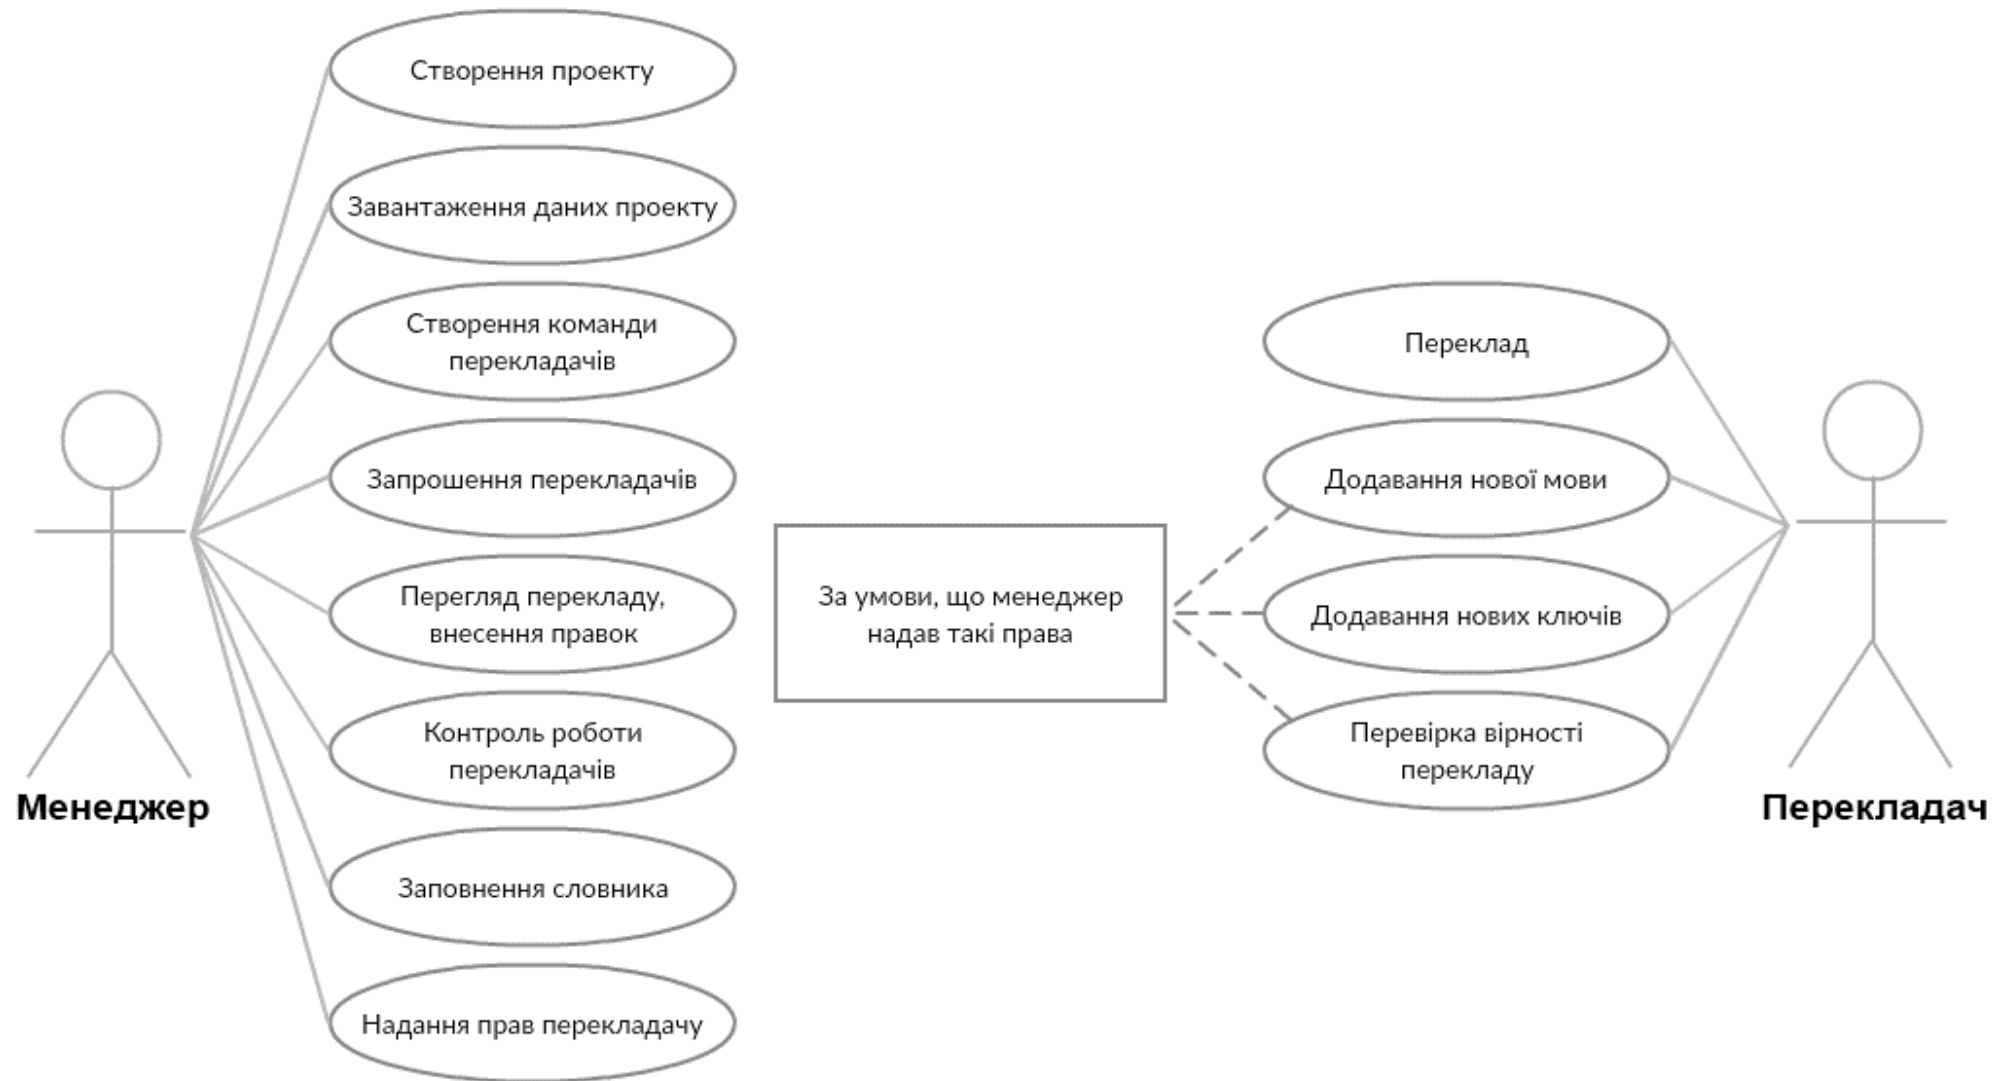 Створення проекту
Завантаження даних проекту
Створення команди
перекладачів
Запрошення перекладачів
Перегляд перекладу,
внесення правок
Контроль роботи
перекладачів
Заповнення словника
Надання прав перекладачу
Менеджер
За умови, що менеджер
надав такі права
Переклад
Додавання нової мови
Додавання нових ключів
Перевірка вірності
перекладу
Перекладач